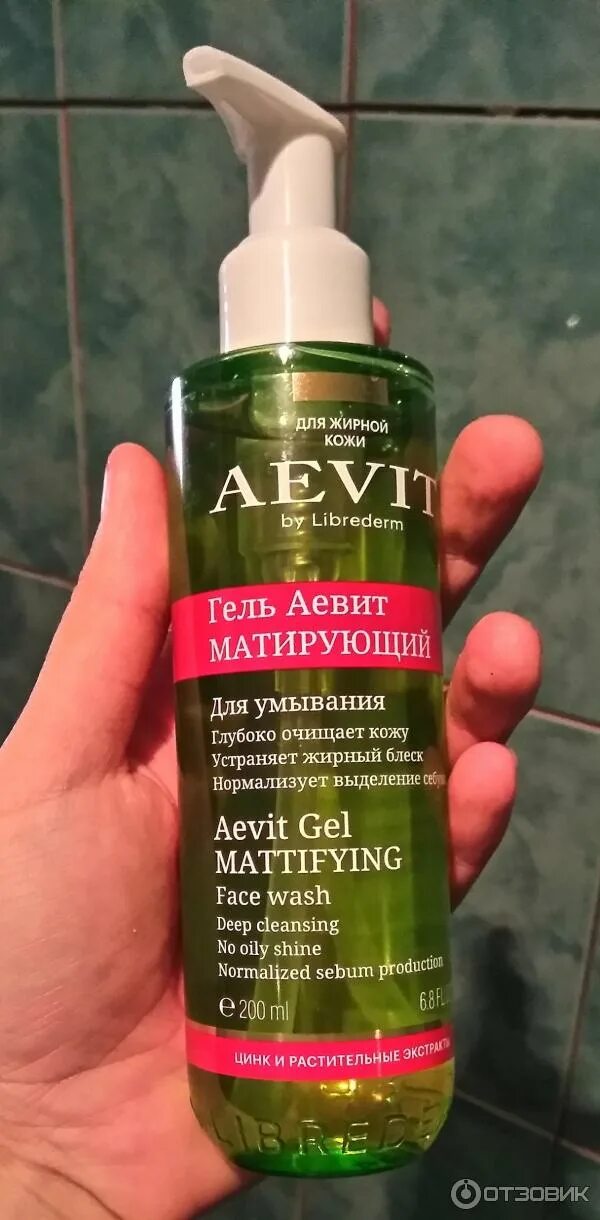 ДЛЯ ЖИРНОЙ
КОЖИ
AEVIT
by Librederm
Гель Аевит
МАТИРУЮЩИЙ
Для умывания
Глубоко очищает кожу
Устраняет жирный блеск
Нормализует выделение
Aevit Gel
MATTIFYING
Face wash
Deep cleansing
No oily shine
Normalized sebum production
℮ 200 ml 6.8 FL
ЦИНК И РАСТИТЕЛЬНЫЕ ЭКСТРАКТЫ
LIBREDE
ОТЗОВИК